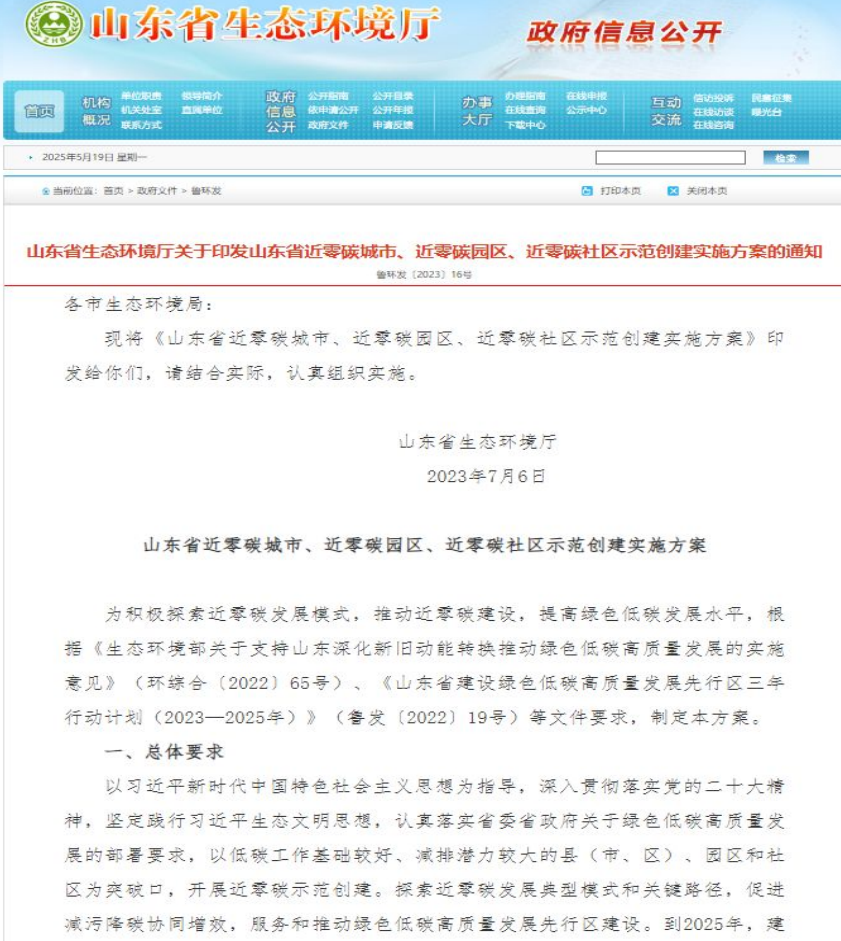 山东省生态环境厅 政府信息公开
首页 机构概况 单位职责 领导简介 机关处室 直属单位 联系方式
政府信息公开 公开指南 公开目录 依申请公开 公开年报 政府文件 申请反馈
办事大厅 办理指南 在线申报 在线查询 公示中心 下载中心
互动交流 信访投诉 民意征集 在线访谈 曝光台 在线咨询
2025年5月19日 星期一 检索
当前位置：首页 > 政府文件 > 鲁环发 打印本页 关闭本页
山东省生态环境厅关于印发山东省近零碳城市、近零碳园区、近零碳社区示范创建实施方案的通知
鲁环发〔2023〕16号
各市生态环境局：
现将《山东省近零碳城市、近零碳园区、近零碳社区示范创建实施方案》印
发给你们，请结合实际，认真组织实施。
山东省生态环境厅
2023年7月6日
山东省近零碳城市、近零碳园区、近零碳社区示范创建实施方案
为积极探索近零碳发展模式，推动近零碳建设，提高绿色低碳发展水平，根
据《生态环境部关于支持山东深化新旧动能转换推动绿色低碳高质量发展的实施
意见》（环综合〔2022〕65号）、《山东省建设绿色低碳高质量发展先行区三年
行动计划（2023—2025年）》（鲁发〔2022〕19号）等文件要求，制定本方案。
一、总体要求
以习近平新时代中国特色社会主义思想为指导，深入贯彻落实党的二十大精
神，坚定践行习近平生态文明思想，认真落实省委省政府关于绿色低碳高质量发
展的部署要求，以低碳工作基础较好、减排潜力较大的县（市、区）、园区和社
区为突破口，开展近零碳示范创建。探索近零碳发展典型模式和关键路径，促进
减污降碳协同增效，服务和推动绿色低碳高质量发展先行区建设。到2025年，建